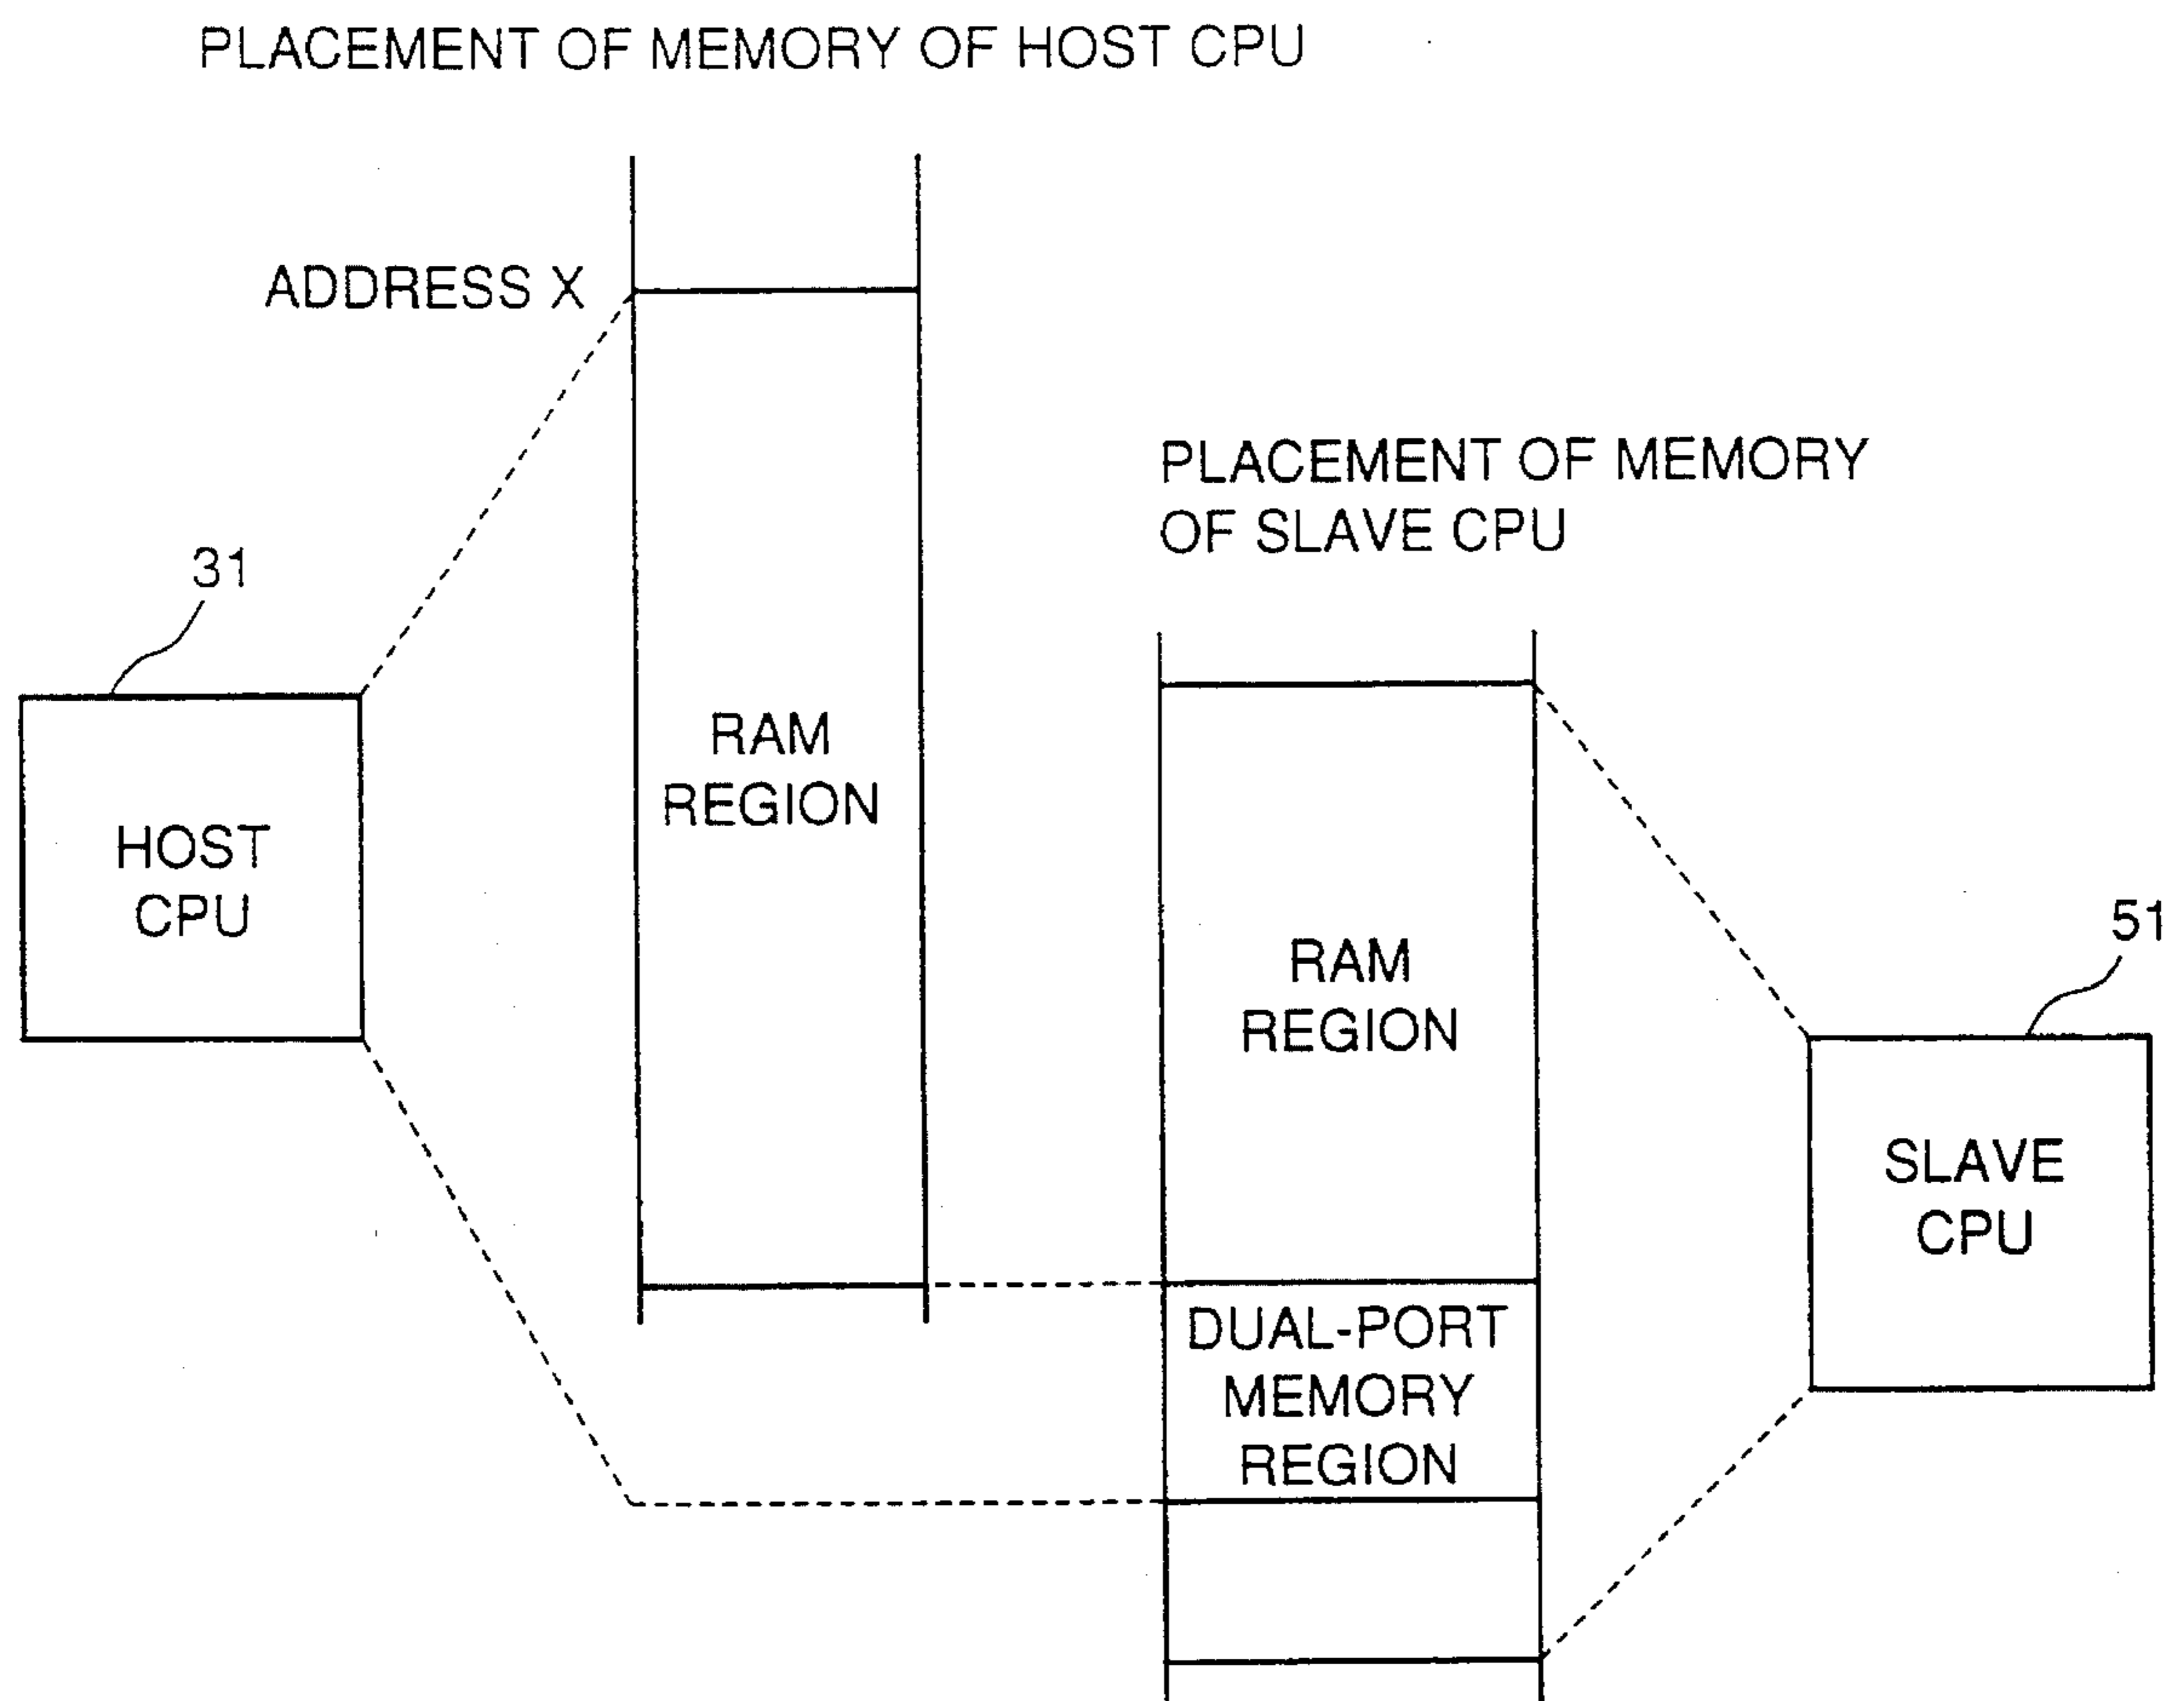 PLACEMENT OF MEMORY OF HOST CPU
ADDRESS X
PLACEMENT OF MEMORY
OF SLAVE CPU
31
HOST
CPU
RAM
REGION
RAM
REGION
51
SLAVE
CPU
DUAL-PORT
MEMORY
REGION